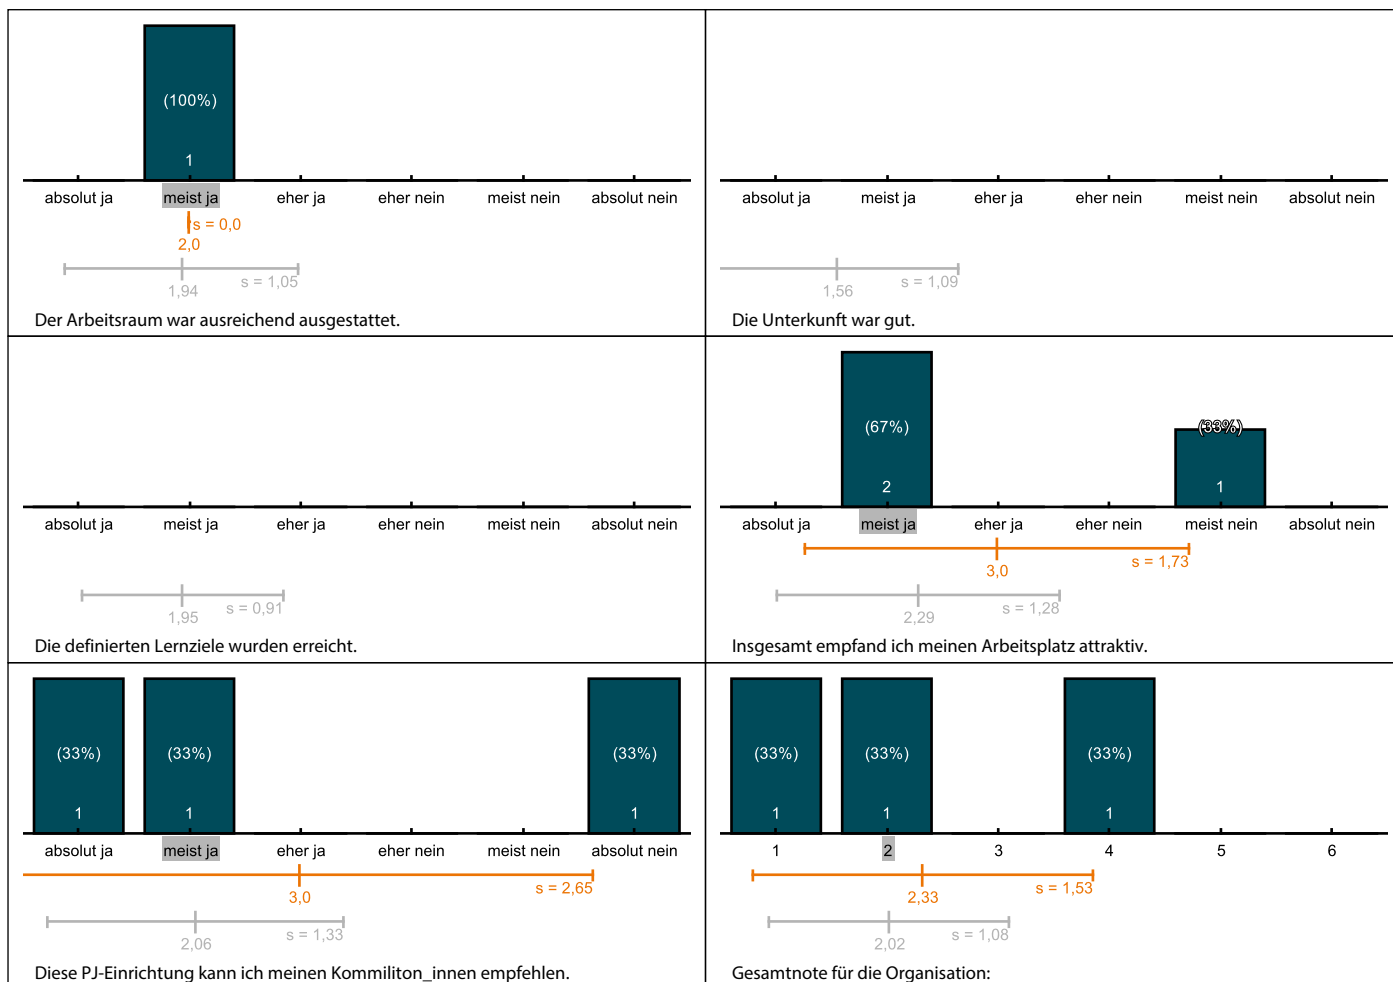 (100%)
1
absolut ja meist ja eher ja eher nein meist nein absolut nein
s = 0,0
2,0
s = 1,05
1,94
Der Arbeitsraum war ausreichend ausgestattet.
absolut ja meist ja eher ja eher nein meist nein absolut nein
s = 1,09
1,56
Die Unterkunft war gut.
absolut ja meist ja eher ja eher nein meist nein absolut nein
s = 0,91
1,95
Die definierten Lernziele wurden erreicht.
(67%) (33%)
2 1
absolut ja meist ja eher ja eher nein meist nein absolut nein
s = 1,73
3,0
s = 1,28
2,29
Insgesamt empfand ich meinen Arbeitsplatz attraktiv.
(33%) (33%) (33%)
1 1 1
absolut ja meist ja eher ja eher nein meist nein absolut nein
s = 2,65
3,0
s = 1,33
2,06
Diese PJ-Einrichtung kann ich meinen Kommiliton_innen empfehlen.
(33%) (33%) (33%)
1 1 1
1 2 3 4 5 6
s = 1,53
2,33
s = 1,08
2,02
Gesamtnote für die Organisation: